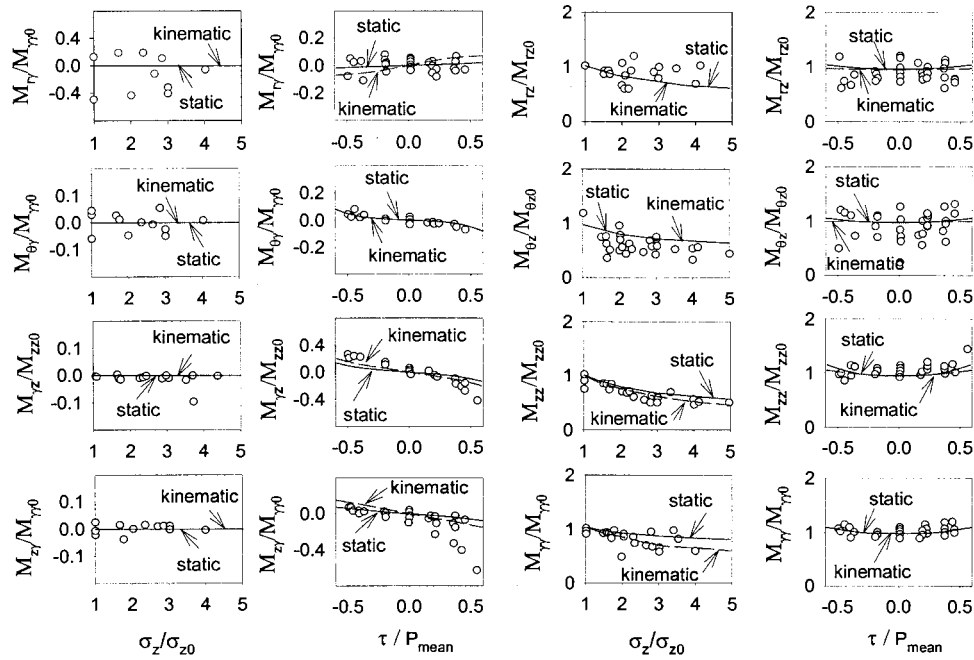 M_rγ/M_γγ0
0.4
0.0
-0.4
kinematic
static
1 2 3 4 5
M_rγ/M_γγ0
0.2
0.0
-0.2
static
kinematic
-0.5 0.0 0.5
M_rz/M_rz0
2
1
0
static
kinematic
1 2 3 4 5
M_rz/M_rz0
2
1
0
static
kinematic
-0.5 0.0 0.5
M_θγ/M_γγ0
0.1
0.0
-0.1
kinematic
static
1 2 3 4 5
M_θγ/M_γγ0
0.2
0.0
-0.2
static
kinematic
-0.5 0.0 0.5
M_θz/M_θz0
2
1
0
static
kinematic
1 2 3 4 5
M_θz/M_θz0
2
1
0
static
kinematic
-0.5 0.0 0.5
M_γz/M_zz0
0.1
0.0
-0.1
kinematic
static
1 2 3 4 5
M_γz/M_zz0
0.4
0.0
-0.4
kinematic
static
-0.5 0.0 0.5
M_zz/M_zz0
2
1
0
static
kinematic
1 2 3 4 5
M_zz/M_zz0
2
1
0
static
kinematic
-0.5 0.0 0.5
M_zγ/M_γγ0
0.1
0.0
-0.1
kinematic
static
1 2 3 4 5
σ_z/σ_z0
M_zγ/M_γγ0
0.4
0.0
-0.4
kinematic
static
-0.5 0.0 0.5
τ / P_mean
M_γγ/M_γγ0
2
1
0
static
kinematic
1 2 3 4 5
σ_z/σ_z0
M_γγ/M_γγ0
2
1
0
static
kinematic
-0.5 0.0 0.5
τ / P_mean